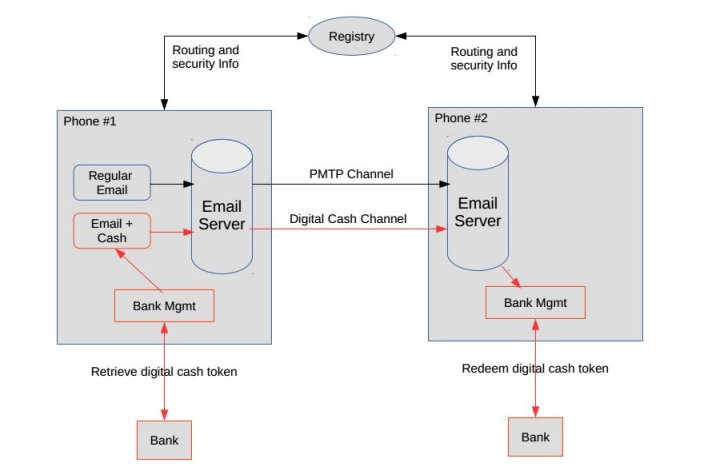 Registry
Routing and
security Info
Routing and
security Info
Phone #1
Phone #2
Regular
Email
Email +
Cash
Email
Server
PMTP Channel
Digital Cash Channel
Email
Server
Bank Mgmt
Bank Mgmt
Retrieve digital cash token
Redeem digital cash token
Bank
Bank